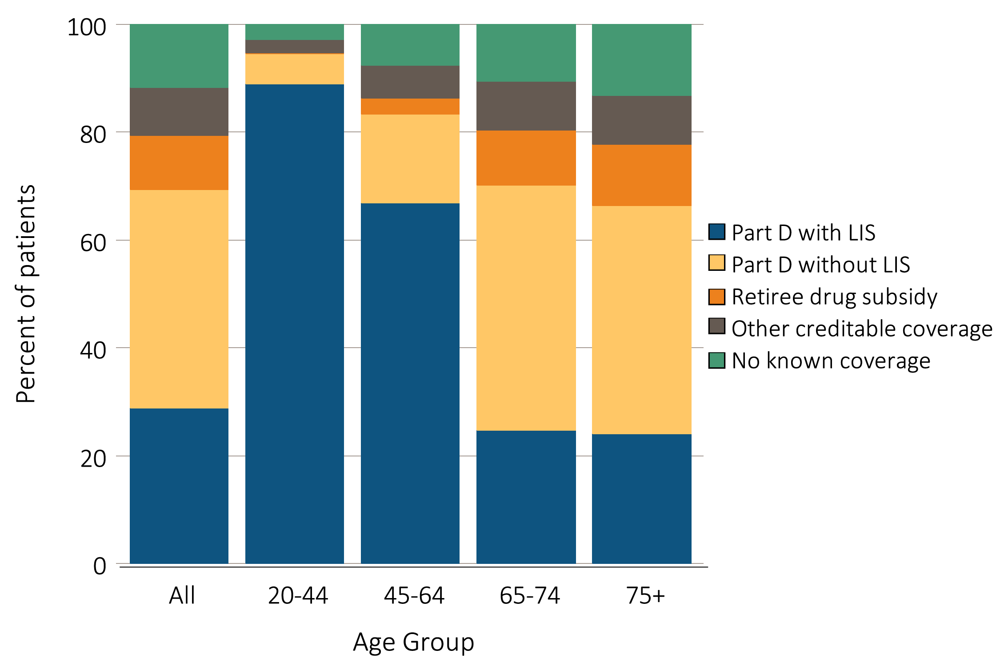 Percent of patients
100
80
60
40
20
0
All 20-44 45-64 65-74 75+
Age Group
Part D with LIS
Part D without LIS
Retiree drug subsidy
Other creditable coverage
No known coverage